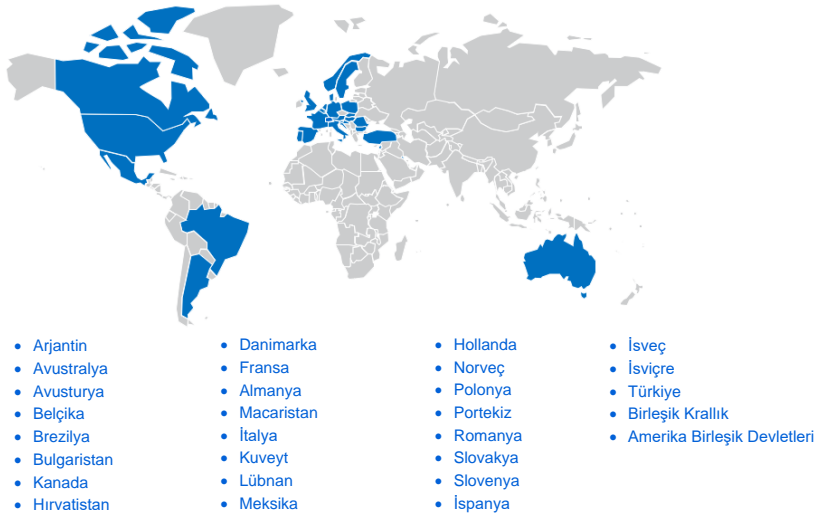 Arjantin
Avustralya
Avusturya
Belçika
Brezilya
Bulgaristan
Kanada
Hırvatistan
Danimarka
Fransa
Almanya
Macaristan
İtalya
Kuveyt
Lübnan
Meksika
Hollanda
Norveç
Polonya
Portekiz
Romanya
Slovakya
Slovenya
İspanya
İsveç
İsviçre
Türkiye
Birleşik Krallık
Amerika Birleşik Devletleri